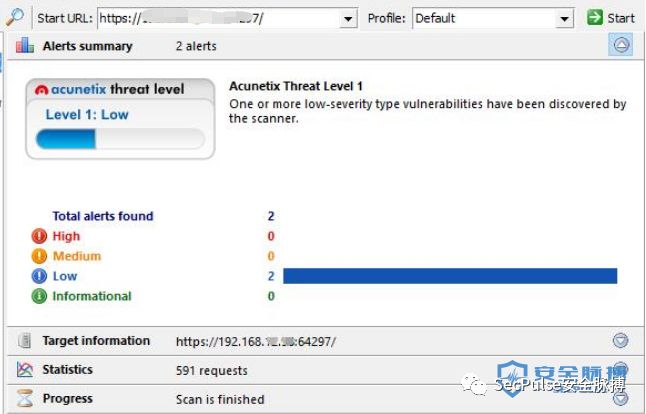 Start URL: https:// 297/ Profile: Default Start
Alerts summary 2 alerts
acunetix threat level
Level 1: Low
Acunetix Threat Level 1
One or more low-severity type vulnerabilities have been discovered by
the scanner.
Total alerts found 2
High 0
Medium 0
Low 2
Informational 0
Target information https://192.168. :64297/
Statistics 591 requests
安全脉搏
SecPulse安全脉搏
Progress Scan is finished